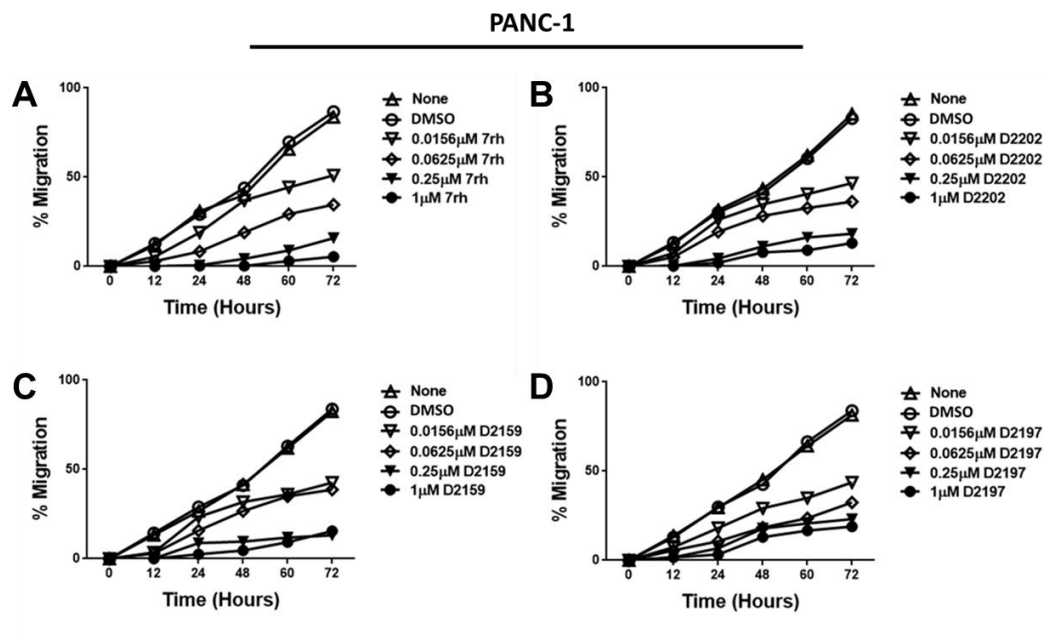 PANC-1
A
100
50
0
% Migration
0 12 24 48 60 72
Time (Hours)
None
DMSO
0.0156μM 7rh
0.0625μM 7rh
0.25μM 7rh
1μM 7rh
B
100
50
0
% Migration
0 12 24 48 60 72
Time (Hours)
None
DMSO
0.0156μM D2202
0.0625μM D2202
0.25μM D2202
1μM D2202
C
100
50
0
% Migration
0 12 24 48 60 72
Time (Hours)
None
DMSO
0.0156μM D2159
0.0625μM D2159
0.25μM D2159
1μM D2159
D
100
50
0
% Migration
0 12 24 48 60 72
Time (Hours)
None
DMSO
0.0156μM D2197
0.0625μM D2197
0.25μM D2197
1μM D2197